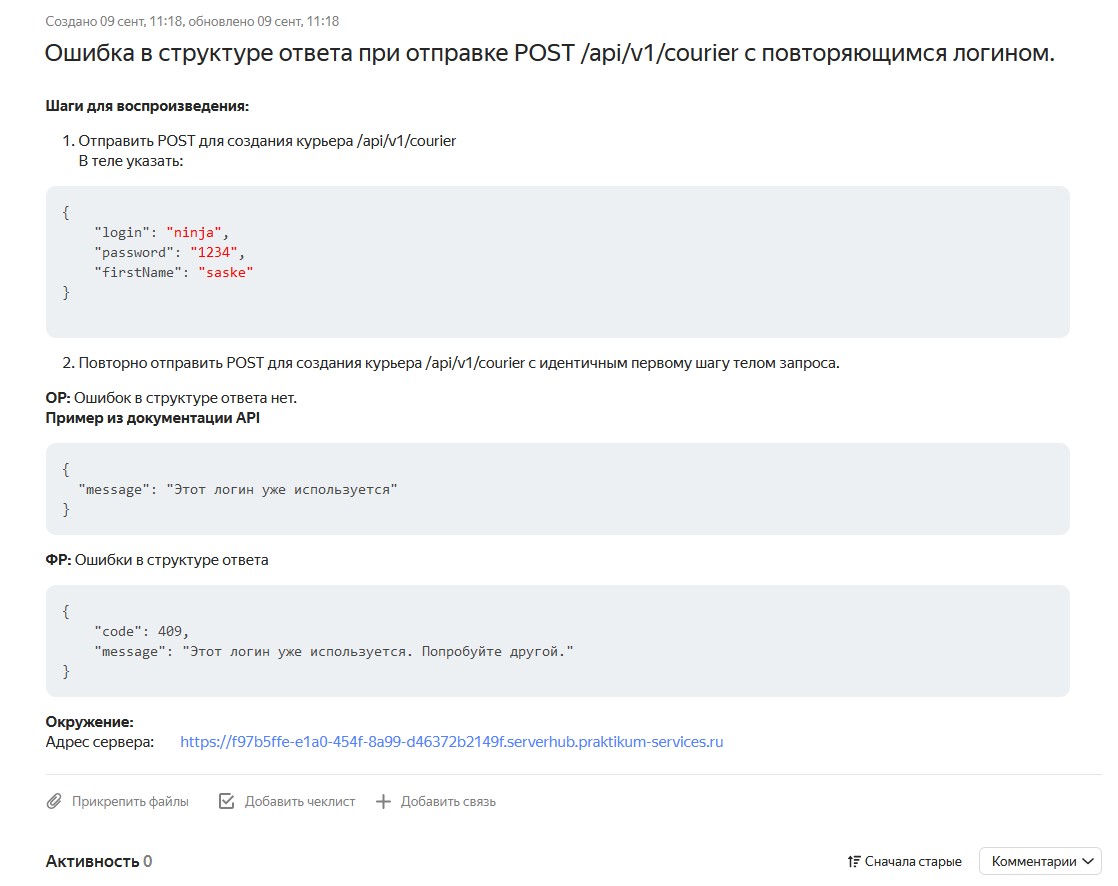 Создано 09 сент, 11:18, обновлено 09 сент, 11:18
Ошибка в структуре ответа при отправке POST /api/v1/courier с повторяющимся логином.
Шаги для воспроизведения:
1. Отправить POST для создания курьера /api/v1/courier
В теле указать:
{
"login": "ninja",
"password": "1234",
"firstName": "saske"
}
2. Повторно отправить POST для создания курьера /api/v1/courier с идентичным первому шагу телом запроса.
ОР: Ошибок в структуре ответа нет.
Пример из документации API
{
"message": "Этот логин уже используется"
}
ФР: Ошибки в структуре ответа
{
"code": 409,
"message": "Этот логин уже используется. Попробуйте другой."
}
Окружение:
Адрес сервера: https://f97b5ffe-e1a0-454f-8a99-d46372b2149f.serverhub.praktikum-services.ru
Прикрепить файлы Добавить чеклист Добавить связь
Активность 0 Сначала старые Комментарии